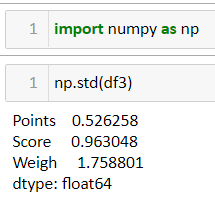 1 import numpy as np
1 np.std(df3)
Points 0.526258
Score 0.963048
Weigh 1.758801
dtype: float64